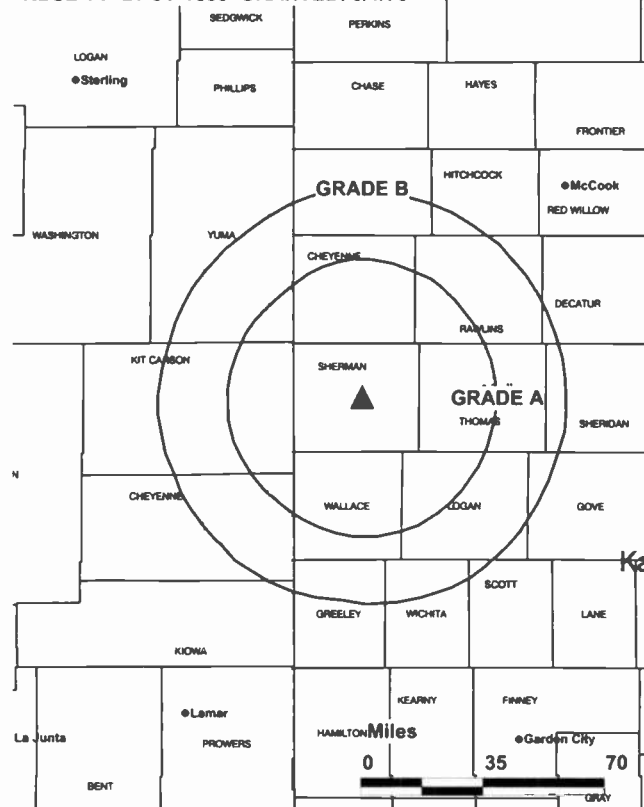 SEDGWICK
PERKINS
LOGAN
Sterling
PHILLIPS
CHASE
HAYES
FRONTIER
GRADE B
HITCHCOCK
McCook
RED WILLOW
WASHINGTON
YUMA
CHEYENNE
DECATUR
RAWLINS
KIT CARSON
SHERMAN
GRADE A
THOMAS
SHERIDAN
N
CHEYENNE
WALLACE
LOGAN
GOVE
Ka
SCOTT
GREELEY
WICHITA
LANE
KIOWA
KEARNY
FINNEY
Lamar
La Junta
PROWERS
HAMILTON
Miles
Garden City
0 35 70
BENT
GRAY